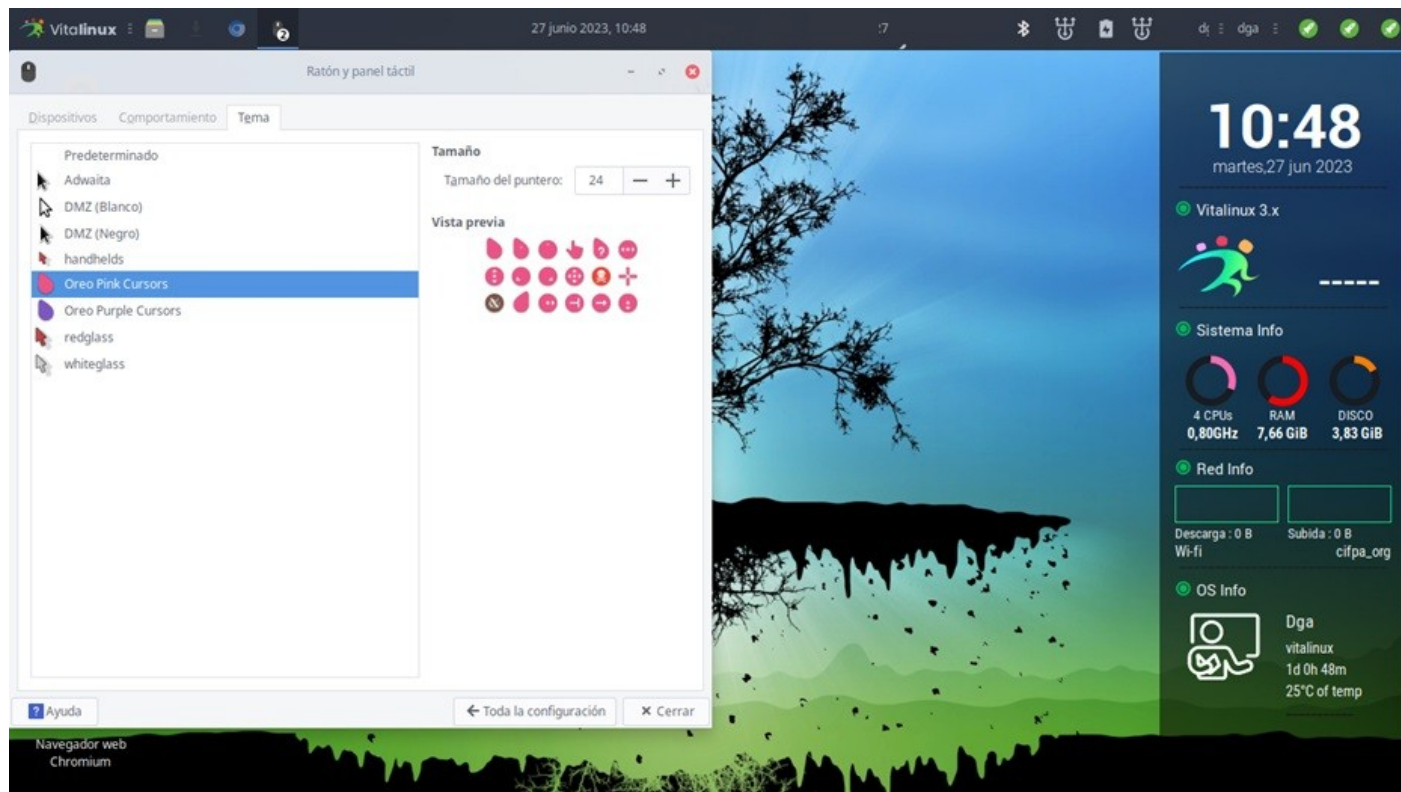 Vitalinux
2
27 junio 2023, 10:48
:7
dga
Ratón y panel táctil
Dispositivos Comportamiento Tema
Predeterminado
Adwaita
DMZ (Blanco)
DMZ (Negro)
handhelds
Oreo Pink Cursors
Oreo Purple Cursors
redglass
whiteglass
Tamaño
Tamaño del puntero: 24
Vista previa
Ayuda
Toda la configuración
Cerrar
Navegador web
Chromium
10:48
martes,27 jun 2023
Vitalinux 3.x
-----
Sistema Info
4 CPUs RAM DISCO
0,80GHz 7,66 GiB 3,83 GiB
Red Info
Descarga : 0 B Subida : 0 B
Wi-fi cifpa_org
OS Info
Dga
vitalinux
1d 0h 48m
25°C of temp